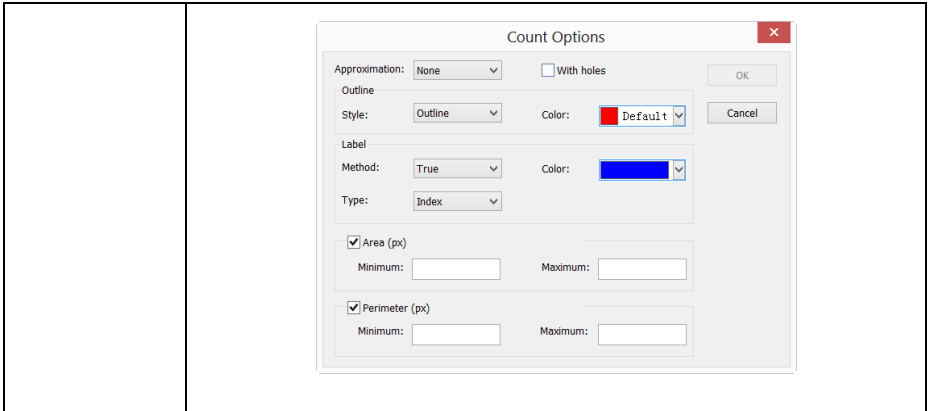 Count Options
Approximation: None With holes OK
Outline
Style: Outline Color: Default Cancel
Label
Method: True Color:
Type: Index
Area (px)
Minimum: Maximum:
Perimeter (px)
Minimum: Maximum: